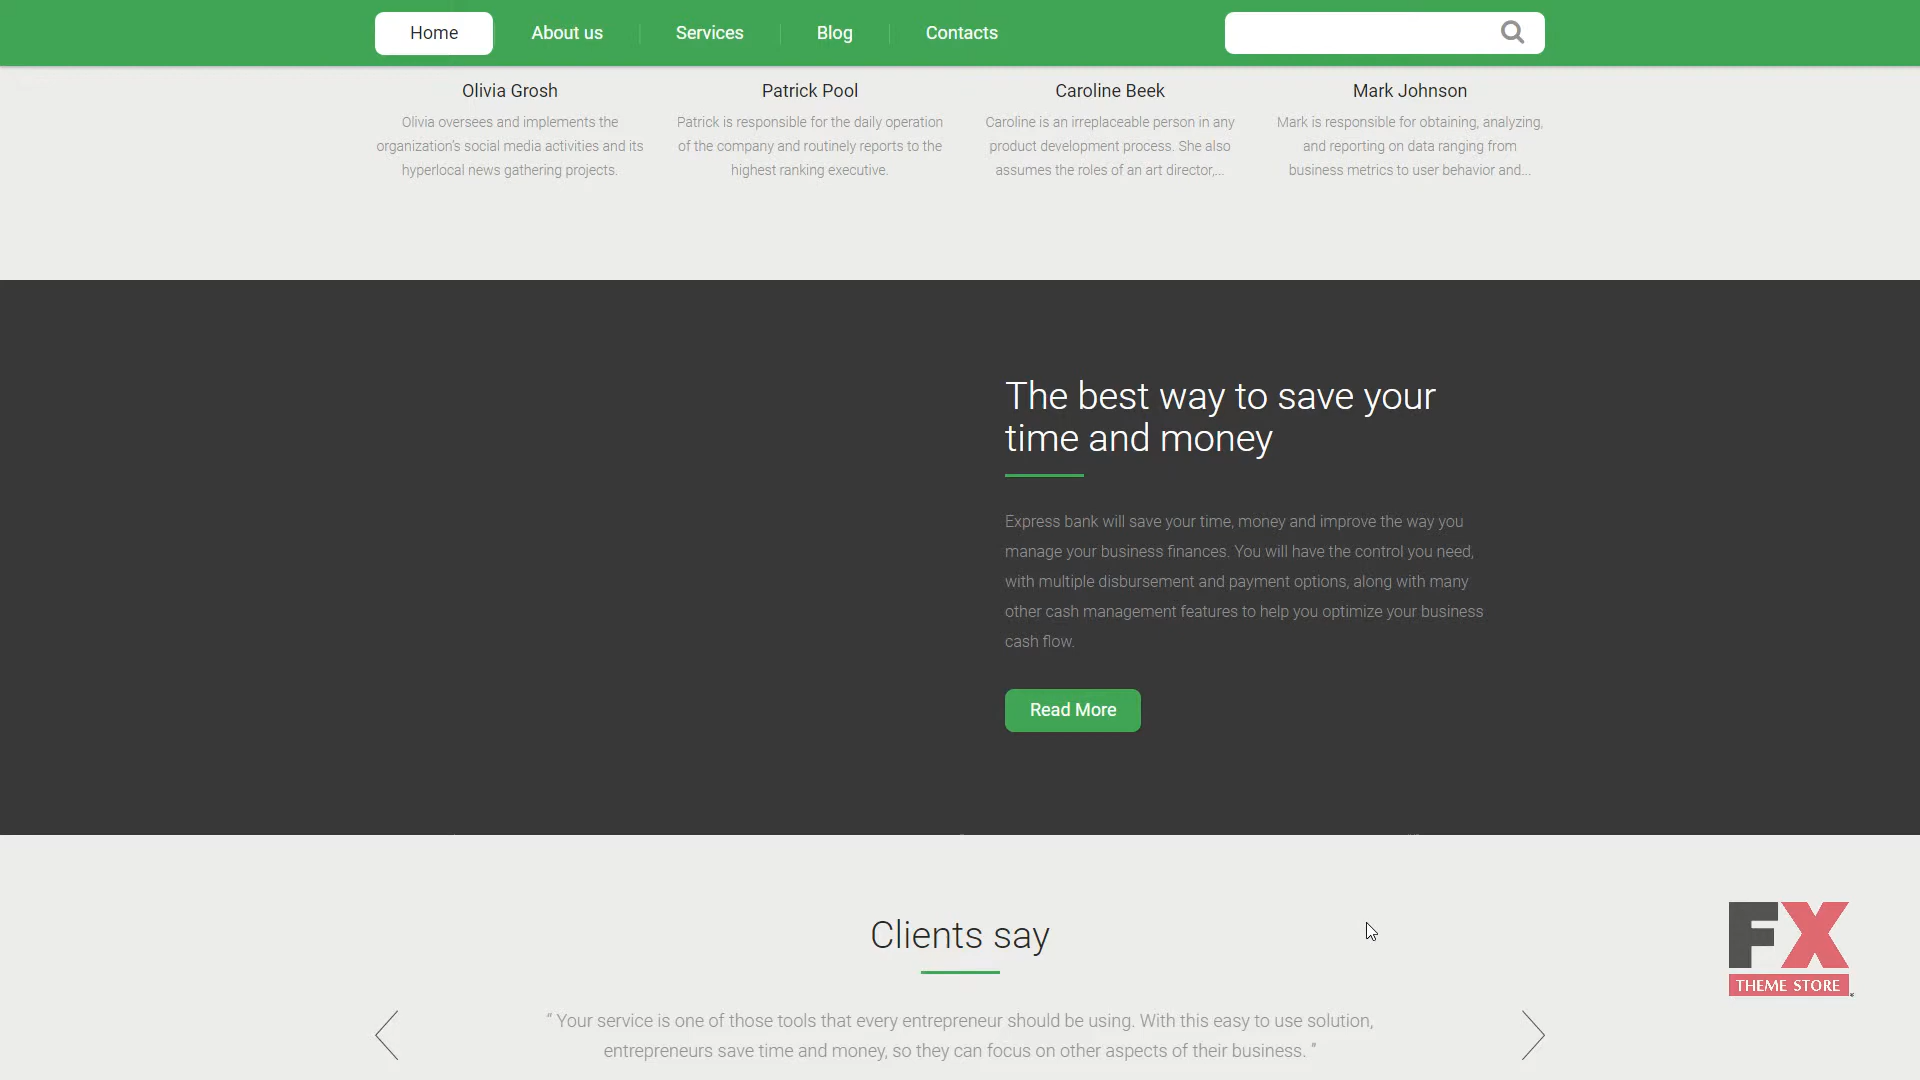 Home
About us
Services
Blog
Contacts
Olivia Grosh
Olivia oversees and implements the
organization's social media activities and its
hyperlocal news gathering projects.
Patrick Pool
Patrick is responsible for the daily operation
of the company and routinely reports to the
highest ranking executive.
Caroline Beek
Caroline is an irreplaceable person in any
product development process. She also
assumes the roles of an art director,...
Mark Johnson
Mark is responsible for obtaining, analyzing,
and reporting on data ranging from
business metrics to user behavior and...
The best way to save your
time and money
Express bank will save your time, money and improve the way you
manage your business finances. You will have the control you need,
with multiple disbursement and payment options, along with many
other cash management features to help you optimize your business
cash flow.
Read More
Clients say
“ Your service is one of those tools that every entrepreneur should be using. With this easy to use solution,
entrepreneurs save time and money, so they can focus on other aspects of their business. ”
FX
THEME STORE